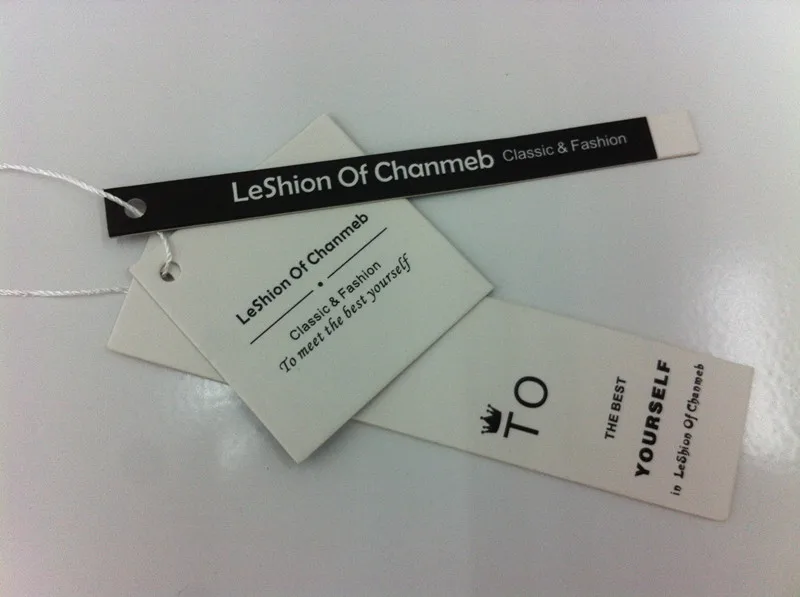 LeShion Of Chanmeb Classic & Fashion
LeShion Of Chanmeb
Classic & Fashion
To meet the best yourself
TO
THE BEST
YOURSELF
in LeShion Of Chanmeb